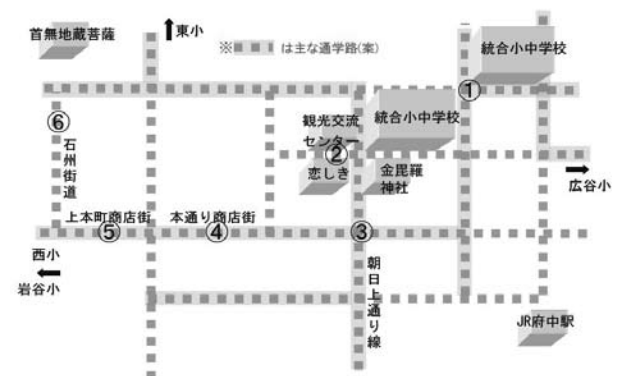 首無地蔵菩薩
東小
※は主な通学路(案)
統合小中学校
①
⑥
石州街道
観光交流
センター
②
恋しき
統合小中学校
金毘羅
神社
広谷小
上本町商店街
⑤
本通り商店街
④
③
西小
岩谷小
朝日上通り線
JR府中駅